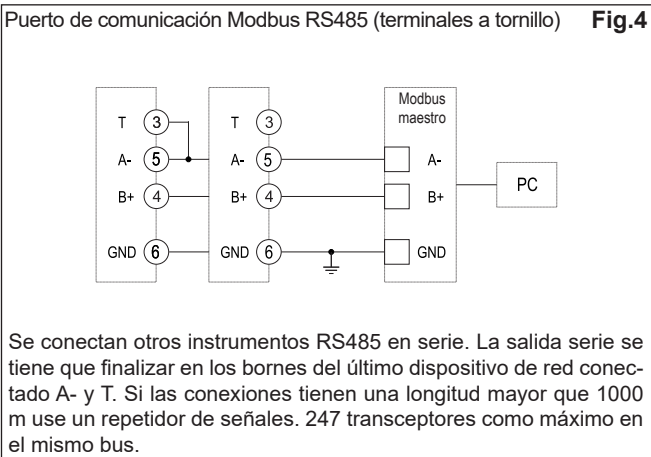 Puerto de comunicación Modbus RS485 (terminales a tornillo) Fig.4
Modbus
maestro
T 3 T 3
A- 5 A- 5 A-
B+ 4 B+ 4 B+
PC
GND 6 GND 6 GND
Se conectan otros instrumentos RS485 en serie. La salida serie se
tiene que finalizar en los bornes del último dispositivo de red conec-
tado A- y T. Si las conexiones tienen una longitud mayor que 1000
m use un repetidor de señales. 247 transceptores como máximo en
el mismo bus.